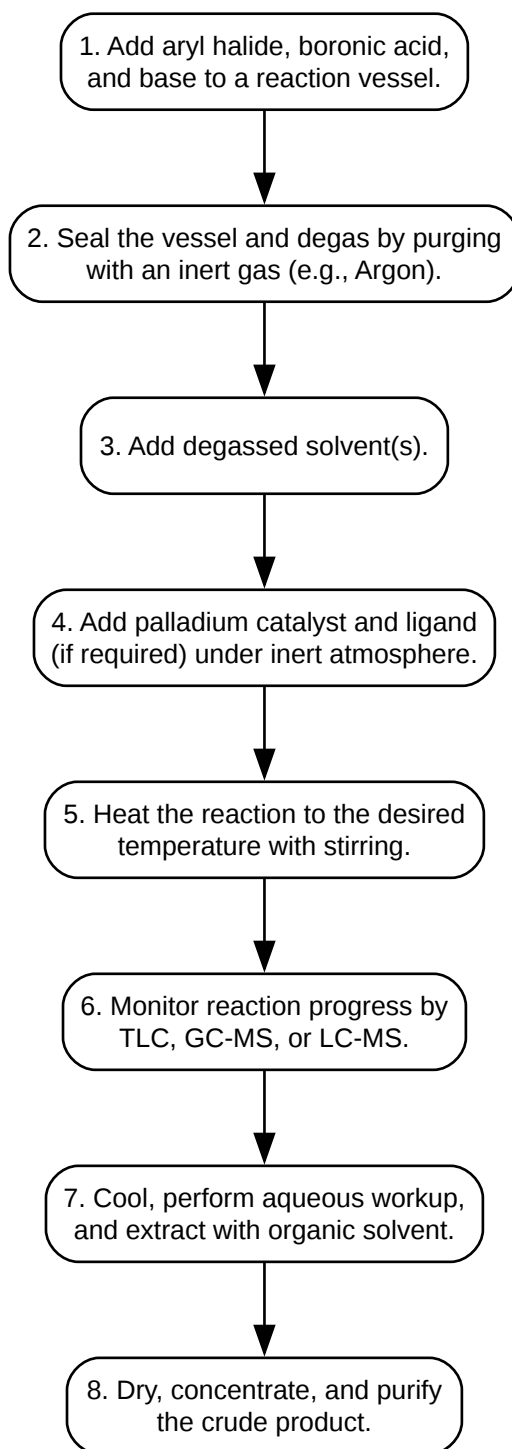 1. Add aryl halide, boronic acid,
and base to a reaction vessel.
2. Seal the vessel and degas by purging
with an inert gas (e.g., Argon).
3. Add degassed solvent(s).
4. Add palladium catalyst and ligand
(if required) under inert atmosphere.
5. Heat the reaction to the desired
temperature with stirring.
6. Monitor reaction progress by
TLC, GC-MS, or LC-MS.
7. Cool, perform aqueous workup,
and extract with organic solvent.
8. Dry, concentrate, and purify
the crude product.